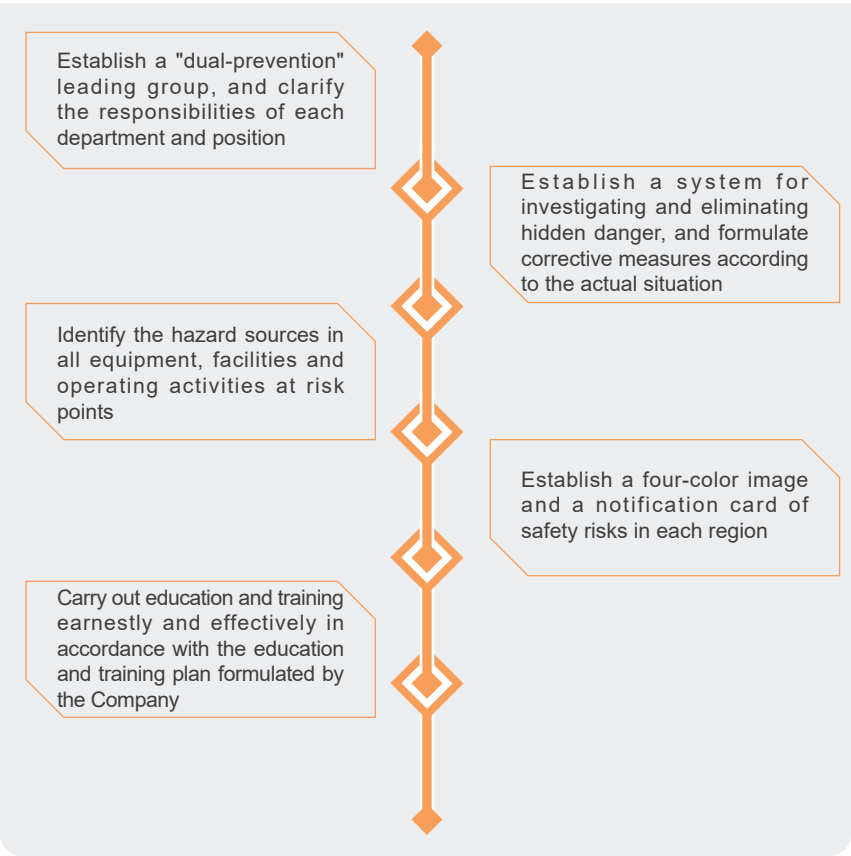 Establish a "dual-prevention"
leading group, and clarify
the responsibilities of each
department and position
Establish a system for
investigating and eliminating
hidden danger, and formulate
corrective measures according
to the actual situation
Identify the hazard sources in
all equipment, facilities and
operating activities at risk
points
Establish a four-color image
and a notification card of
safety risks in each region
Carry out education and training
earnestly and effectively in
accordance with the education
and training plan formulated by
the Company